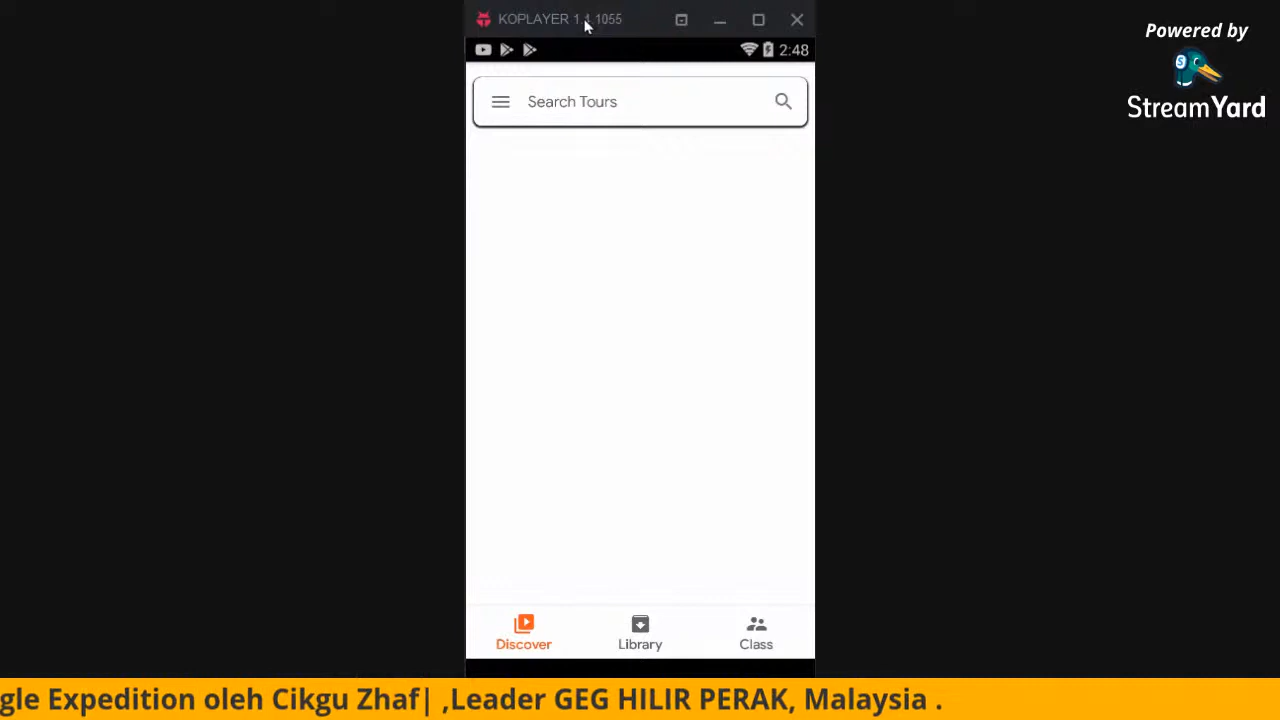 KOPLAYER 1.1.1055
2:48
Powered by
StreamYard
Search Tours
Discover
Library
Class
gle Expedition oleh Cikgu Zhaf| ,Leader GEG HILIR PERAK, Malaysia .